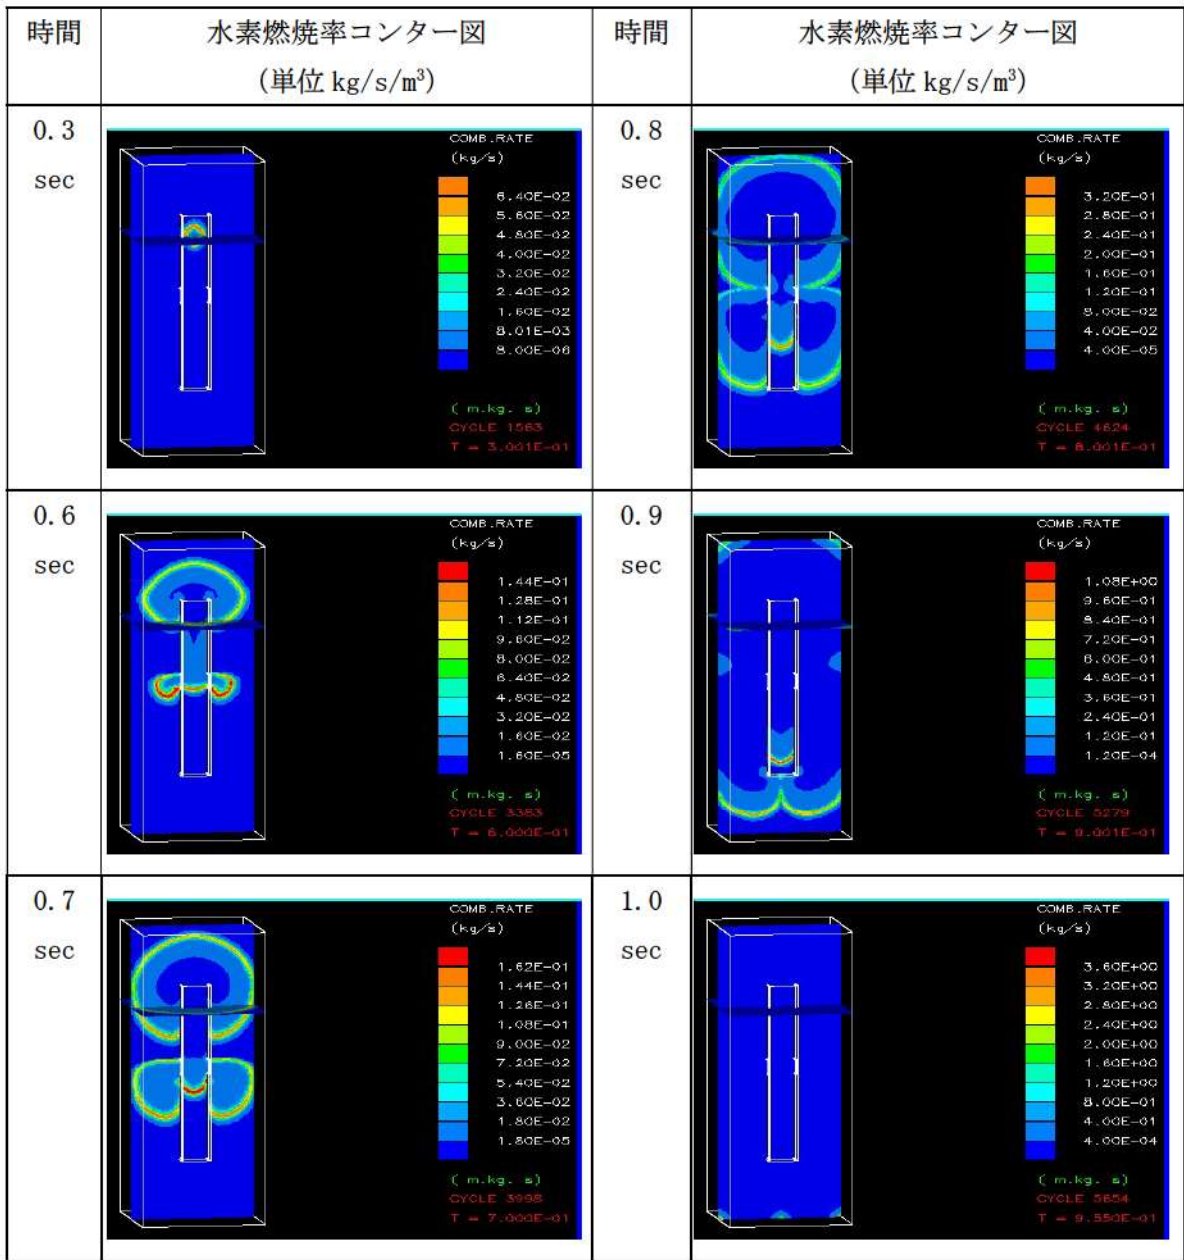 時間
水素燃焼率コンター図
(単位 kg/s/m³)
時間
水素燃焼率コンター図
(単位 kg/s/m³)
0.3
sec
COMB.RATE
(kg/s)
6.40E-02
5.60E-02
4.80E-02
4.00E-02
3.20E-02
2.40E-02
1.60E-02
8.01E-03
8.00E-06
( m.kg. s)
CYCLE 1563
T = 3.001E-01
0.8
sec
COMB.RATE
(kg/s)
3.20E-01
2.80E-01
2.40E-01
2.00E-01
1.60E-01
1.20E-01
8.00E-02
4.00E-02
4.00E-05
( m.kg. s)
CYCLE 4624
T = 8.001E-01
0.6
sec
COMB.RATE
(kg/s)
1.44E-01
1.28E-01
1.12E-01
9.60E-02
8.00E-02
6.40E-02
4.80E-02
3.20E-02
1.60E-02
1.60E-05
( m.kg. s)
CYCLE 3383
T = 6.000E-01
0.9
sec
COMB.RATE
(kg/s)
1.08E+00
9.60E-01
8.40E-01
7.20E-01
6.00E-01
4.80E-01
3.60E-01
2.40E-01
1.20E-01
1.20E-04
( m.kg. s)
CYCLE 5279
T = 9.001E-01
0.7
sec
COMB.RATE
(kg/s)
1.62E-01
1.44E-01
1.26E-01
1.08E-01
9.00E-02
7.20E-02
5.40E-02
3.60E-02
1.80E-02
1.80E-05
( m.kg. s)
CYCLE 3998
T = 7.000E-01
1.0
sec
COMB.RATE
(kg/s)
3.60E+00
3.20E+00
2.80E+00
2.40E+00
2.00E+00
1.60E+00
1.20E+00
8.00E-01
4.00E-01
4.00E-04
( m.kg. s)
CYCLE 5654
T = 9.550E-01